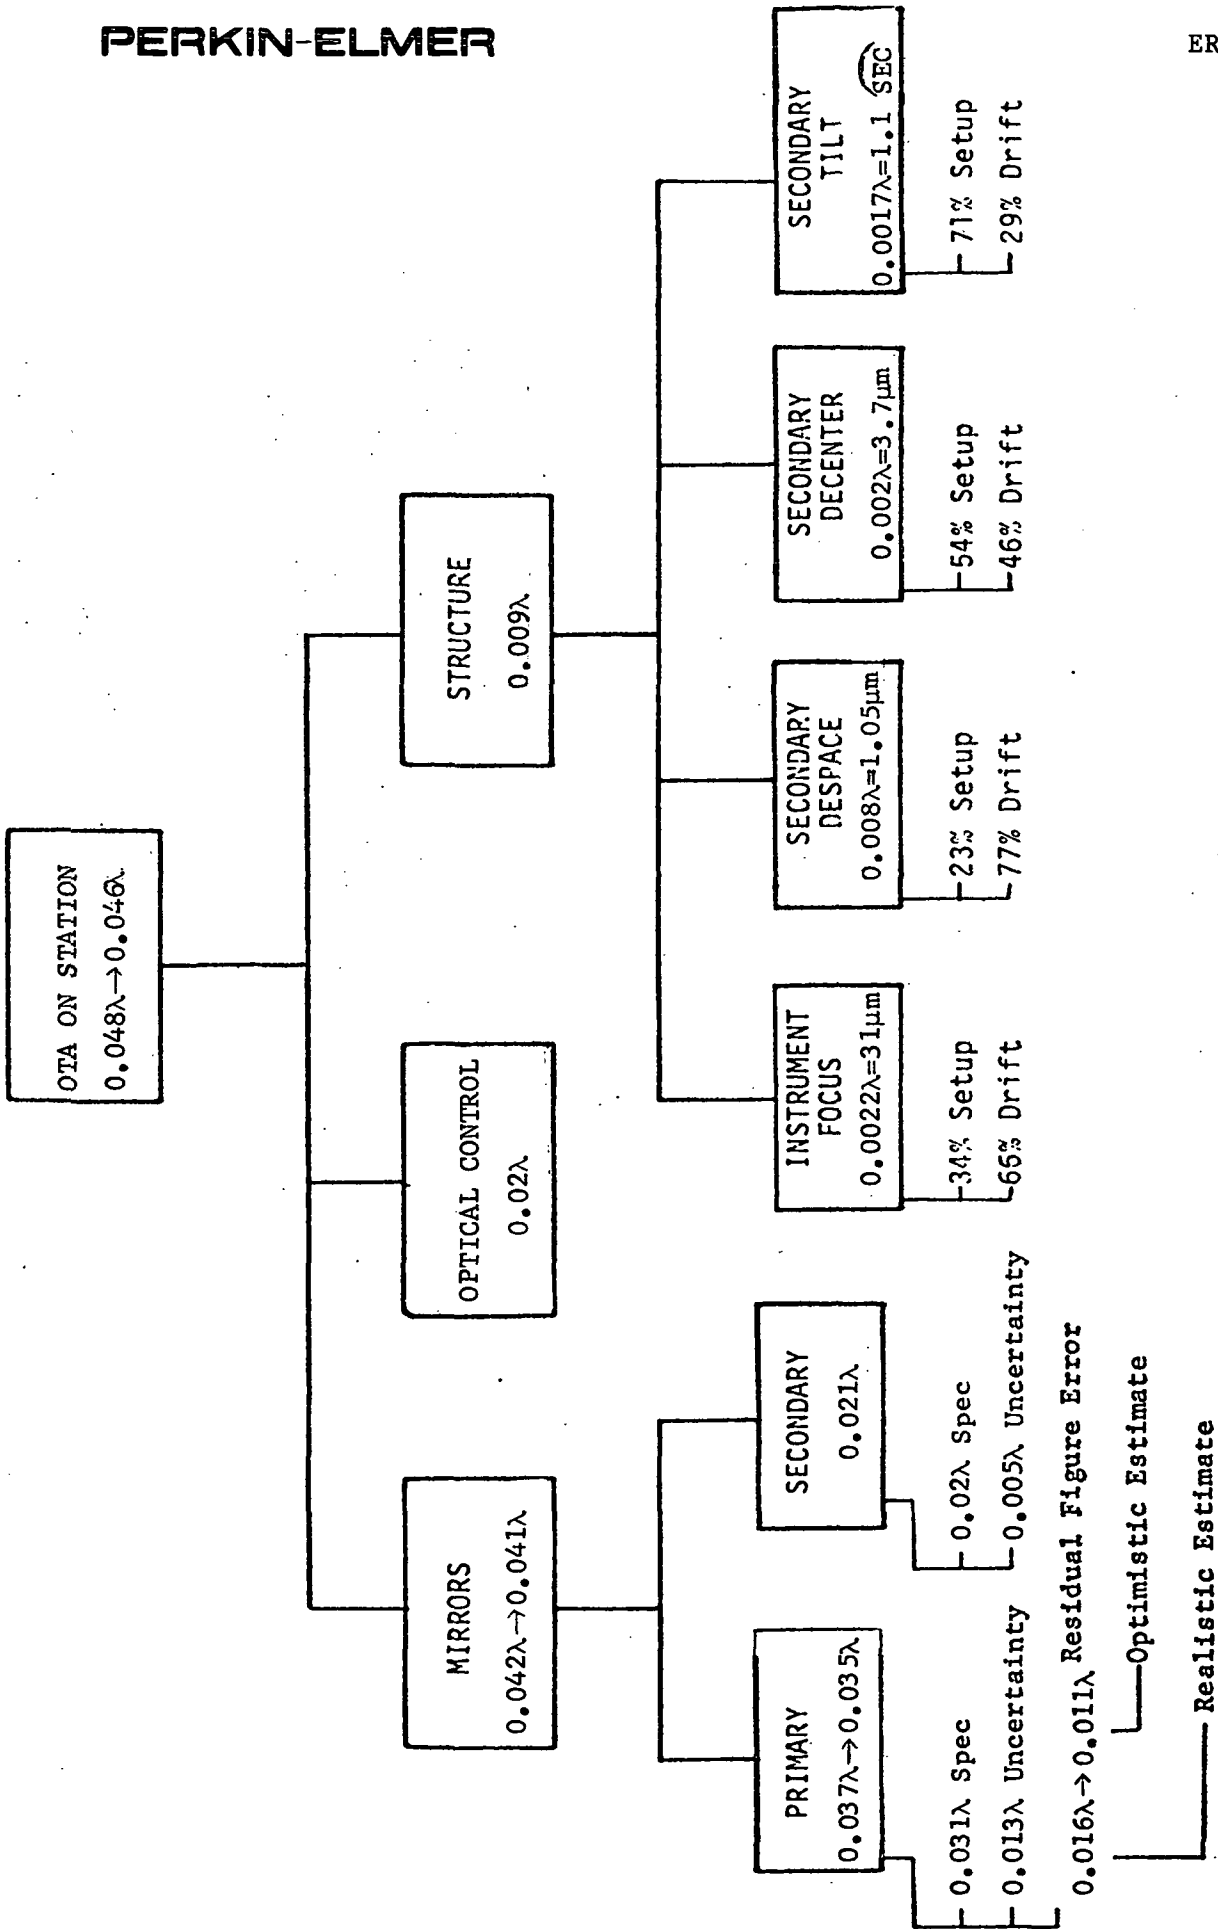 PERKIN-ELMER
ER
OTA ON STATION
0.048λ→0.046λ
MIRRORS
0.042λ→0.041λ
OPTICAL CONTROL
0.02λ
STRUCTURE
0.009λ
PRIMARY
0.037λ→0.035λ
0.031λ Spec
0.013λ Uncertainty
0.016λ→0.011λ Residual Figure Error
Optimistic Estimate
Realistic Estimate
SECONDARY
0.021λ
0.02λ Spec
0.005λ Uncertainty
INSTRUMENT
FOCUS
0.0022λ=31μm
34% Setup
65% Drift
SECONDARY
DESPACE
0.008λ=1.05μm
23% Setup
77% Drift
SECONDARY
DECENTER
0.002λ=3.7μm
54% Setup
46% Drift
SECONDARY
TILT
0.0017λ=1.1 SEC
71% Setup
29% Drift